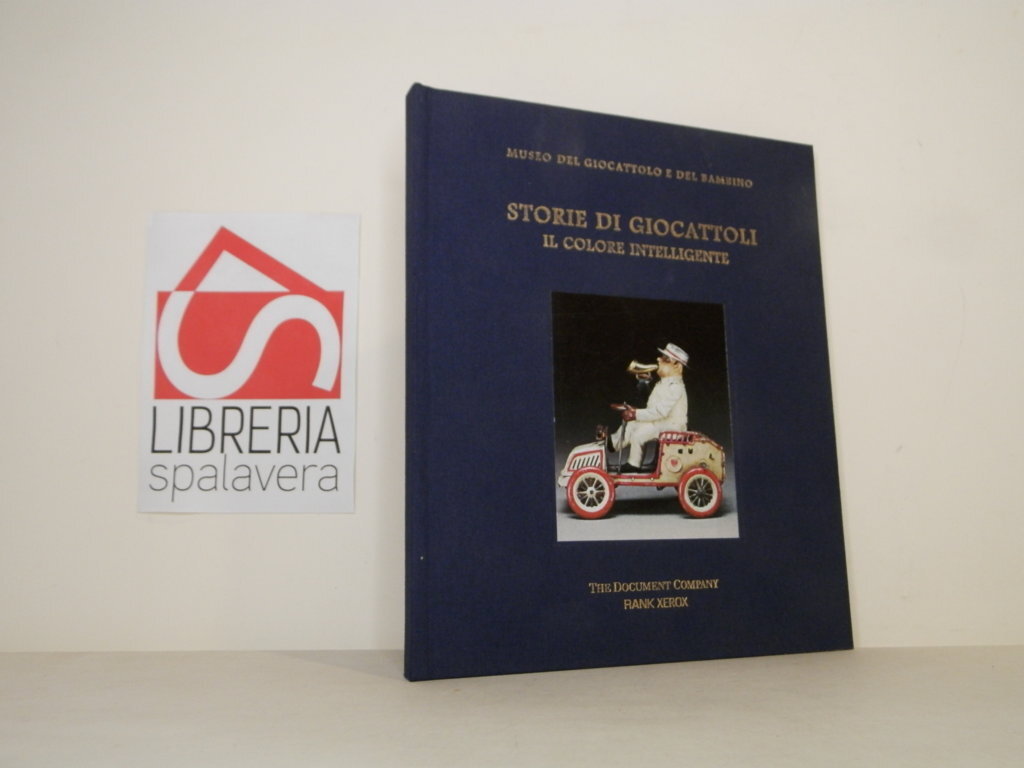 LIBRERIA
spalavera
MUSEO DEL GIOCATTOLO E DEL BAMBINO
STORIE DI GIOCATTOLI
IL COLORE INTELLIGENTE
THE DOCUMENT COMPANY
RANK XEROX